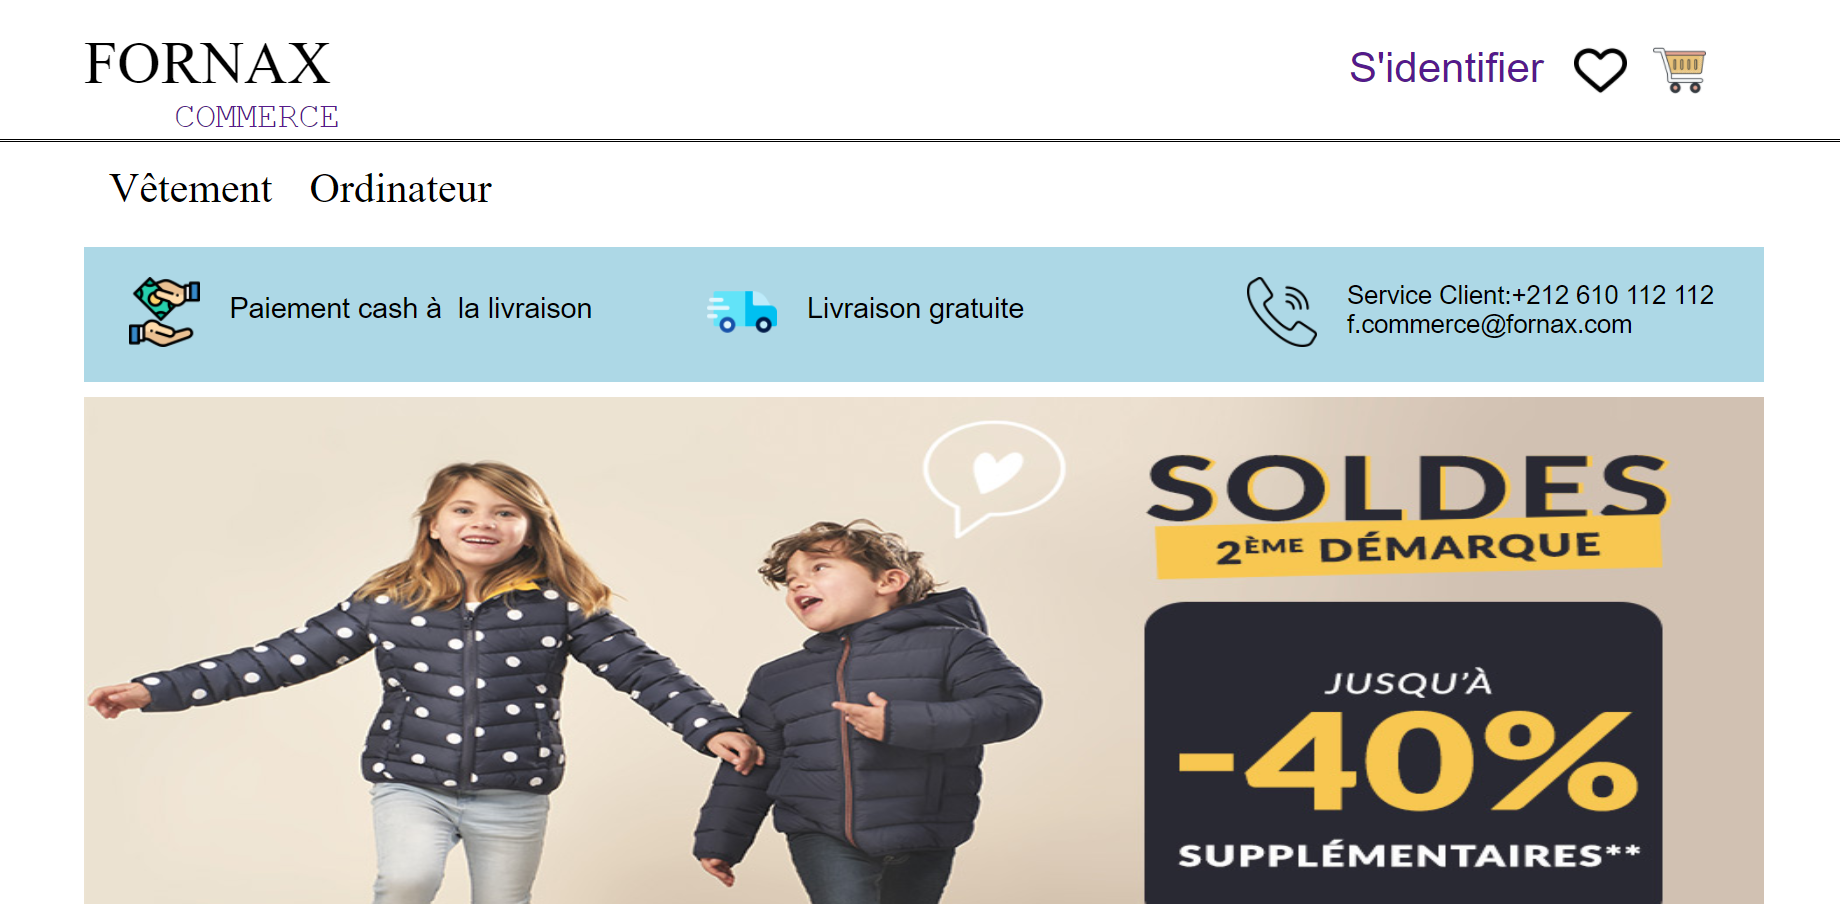 FORNAX
COMMERCE
S'identifier
Vêtement Ordinateur
Paiement cash à  la livraison
Livraison gratuite
Service Client:+212 610 112 112
f.commerce@fornax.com
SOLDES
2ÈME DÉMARQUE
JUSQU'À
-40%
SUPPLÉMENTAIRES**